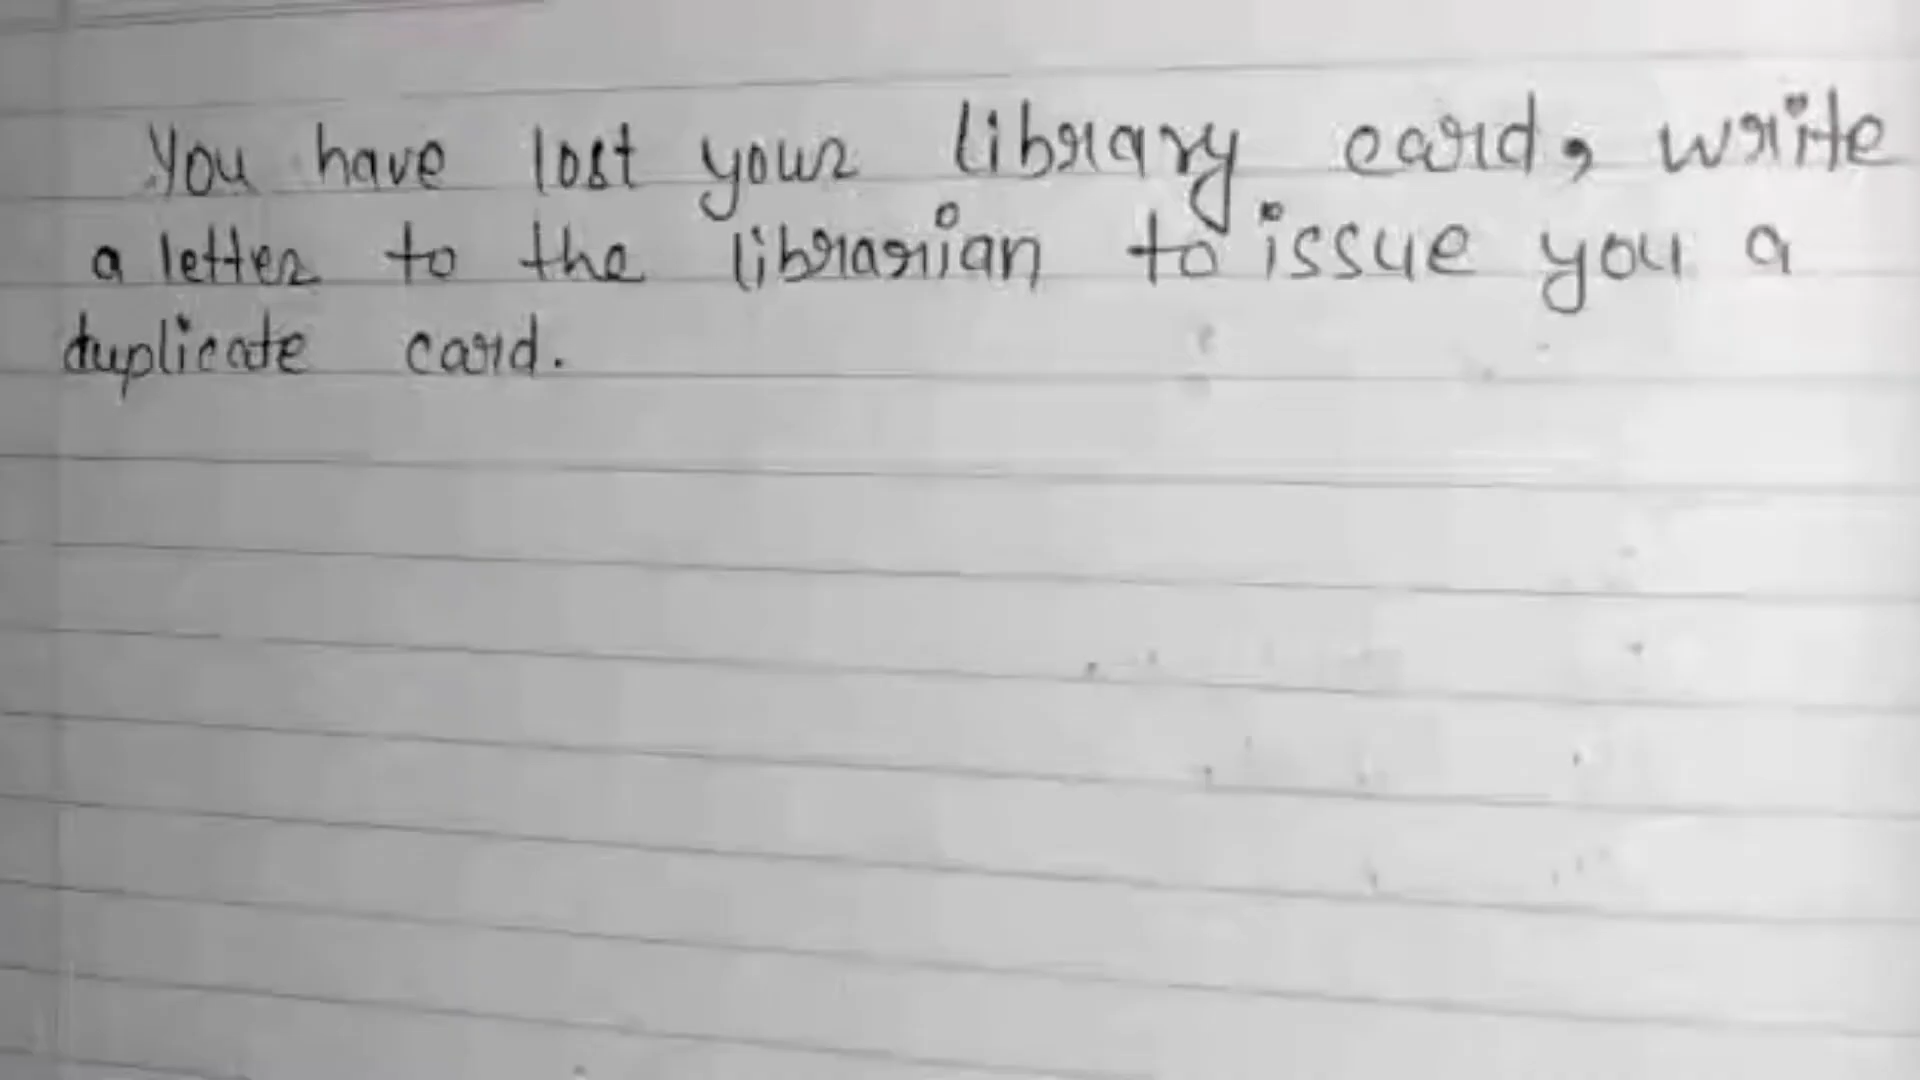 You have lost your library card, write
a letter to the librarian to issue you a
duplicate card.